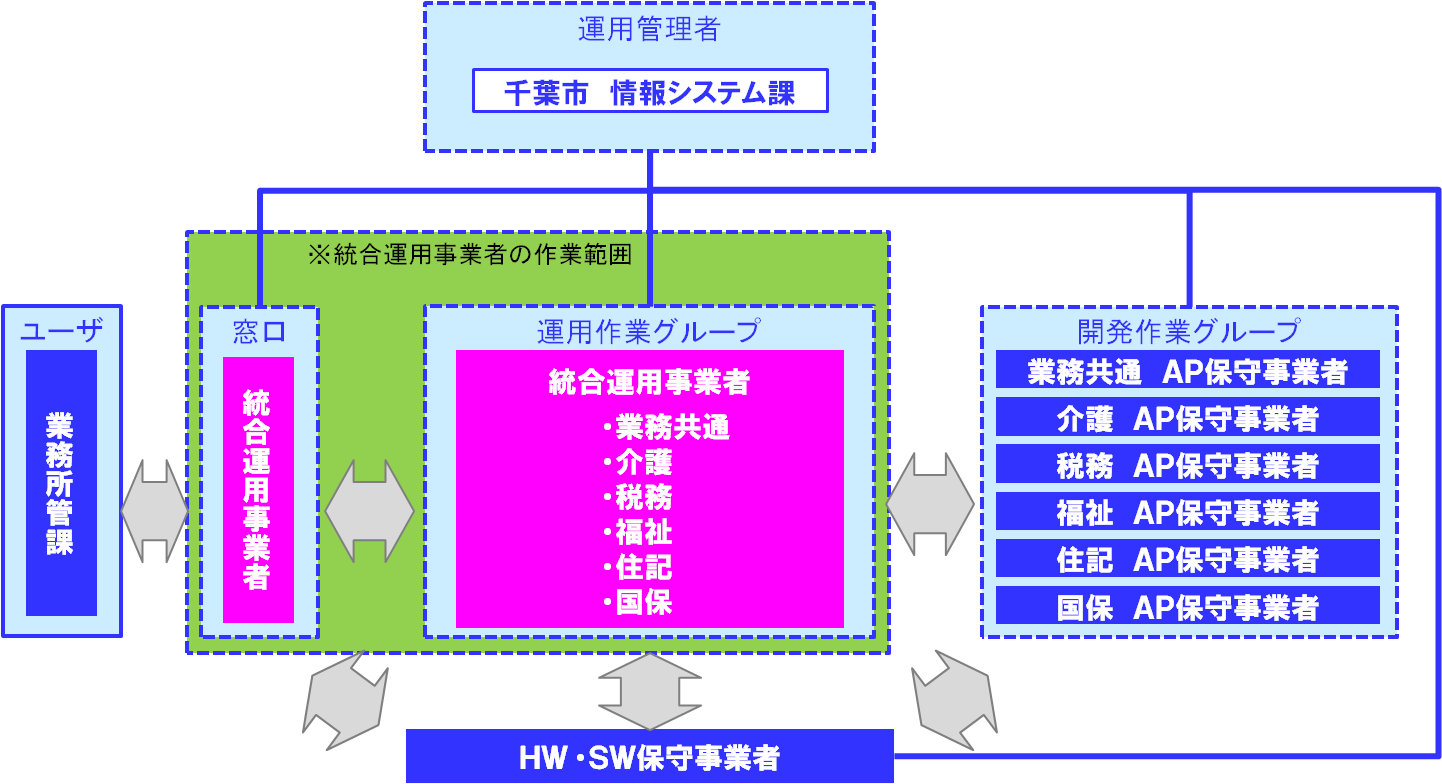 運用管理者
千葉市　情報システム課
※統合運用事業者の作業範囲
ユーザ
業務所管課
窓口
統合運用事業者
運用作業グループ
統合運用事業者
・業務共通
・介護
・税務
・福祉
・住記
・国保
開発作業グループ
業務共通　AP保守事業者
介護　AP保守事業者
税務　AP保守事業者
福祉　AP保守事業者
住記　AP保守事業者
国保　AP保守事業者
HW・SW保守事業者